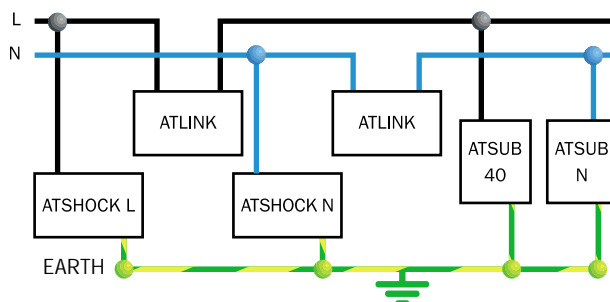 L
N
ATLINK
ATLINK
ATSUB
40
ATSUB
N
ATSHOCK L
ATSHOCK N
EARTH